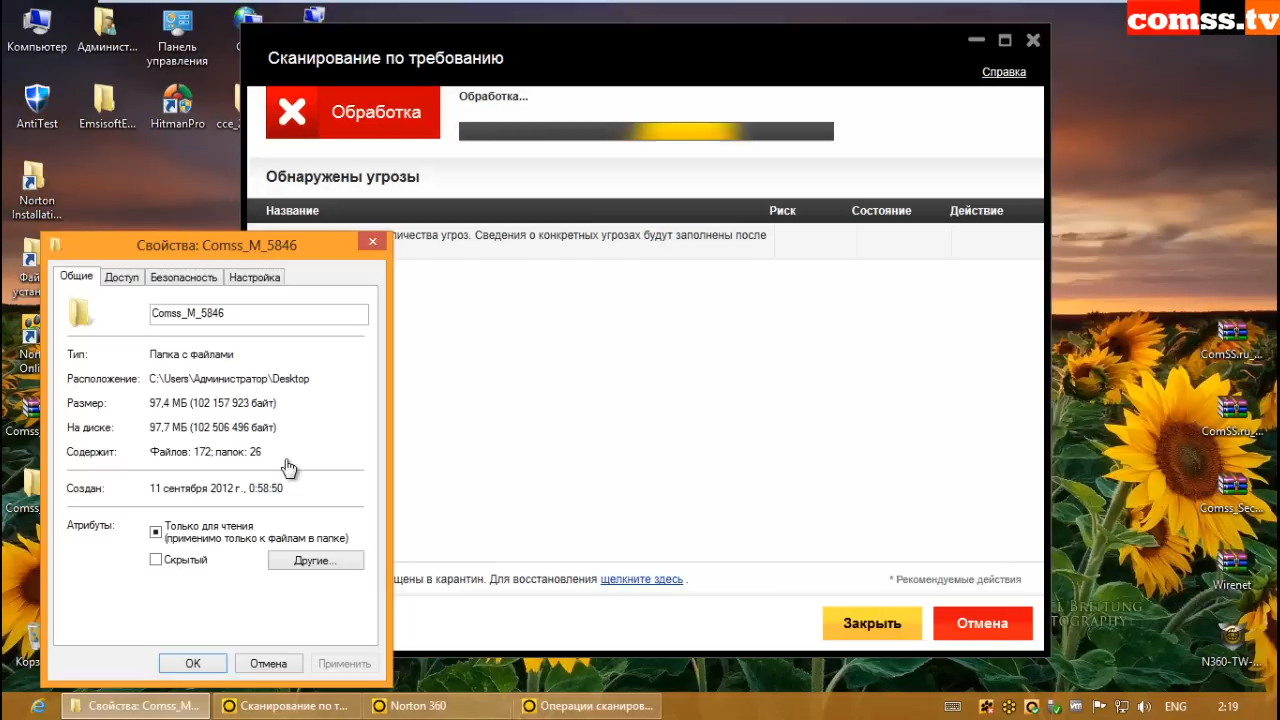 comss.tv
Компьютер
Админист...
Панель
управления
AntiTest
EmsisoftE...
HitmanPro
Norton
Installati...
Сканирование по требованию
Справка
Обработка
Обработка...
Обнаружены угрозы
Название
Риск
Состояние
Действие
личества угроз. Сведения о конкретных угрозах будут заполнены после
Свойства: Comss_M_5846
Общие
Доступ
Безопасность
Настройка
Comss_M_5846
Тип:
Папка с файлами
Расположение:
C:\Users\Администратор\Desktop
Размер:
97,4 МБ (102 157 923 байт)
На диске:
97,7 МБ (102 506 496 байт)
Содержит:
Файлов: 172; папок: 26
Создан:
11 сентября 2012 г., 0:58:50
Атрибуты:
Только для чтения
(применимо только к файлам в папке)
Скрытый
Другие...
OK
Отмена
Применить
щены в карантин. Для восстановления щелкните здесь .
* Рекомендуемые действия
Закрыть
Отмена
ComSS.ru_...
ComSS.ru_...
Comss_Sec...
Wirenet
N360-TW-...
Свойства: Comss_M...
Сканирование по т...
Norton 360
Операции сканиров...
ENG
2:19